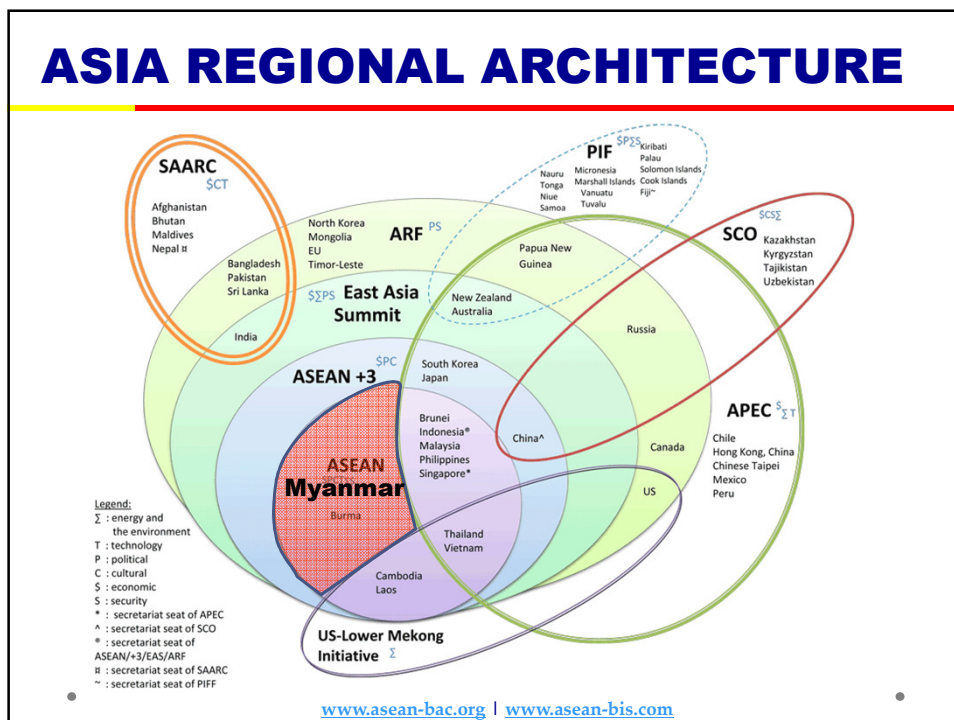 ASIA REGIONAL ARCHITECTURE
SAARC
$CT
Afghanistan
Bhutan
Maldives
Nepal ¤
Bangladesh
Pakistan
Sri Lanka
India
North Korea
Mongolia
EU
Timor-Leste
ARF PS
$∑PS East Asia
Summit
ASEAN +3 $PC
South Korea
Japan
PIF $P∑S
Nauru
Tonga
Niue
Samoa
Micronesia
Marshall Islands
Vanuatu
Tuvalu
Kiribati
Palau
Solomon Islands
Cook Islands
Fiji~
Papua New
Guinea
New Zealand
Australia
SCO
$CS∑
Kazakhstan
Kyrgyzstan
Tajikistan
Uzbekistan
Russia
China^
Canada
US
APEC $∑T
Chile
Hong Kong, China
Chinese Taipei
Mexico
Peru
Brunei
Indonesia®
Malaysia
Philippines
Singapore*
ASEAN
Myanmar
Burma
Thailand
Vietnam
Cambodia
Laos
US-Lower Mekong
Initiative ∑
Legend:
∑ : energy and
the environment
T : technology
P : political
C : cultural
$ : economic
S : security
* : secretariat seat of APEC
^ : secretariat seat of SCO
® : secretariat seat of
ASEAN/+3/EAS/ARF
¤ : secretariat seat of SAARC
~ : secretariat seat of PIFF
www.asean-bac.org | www.asean-bis.com